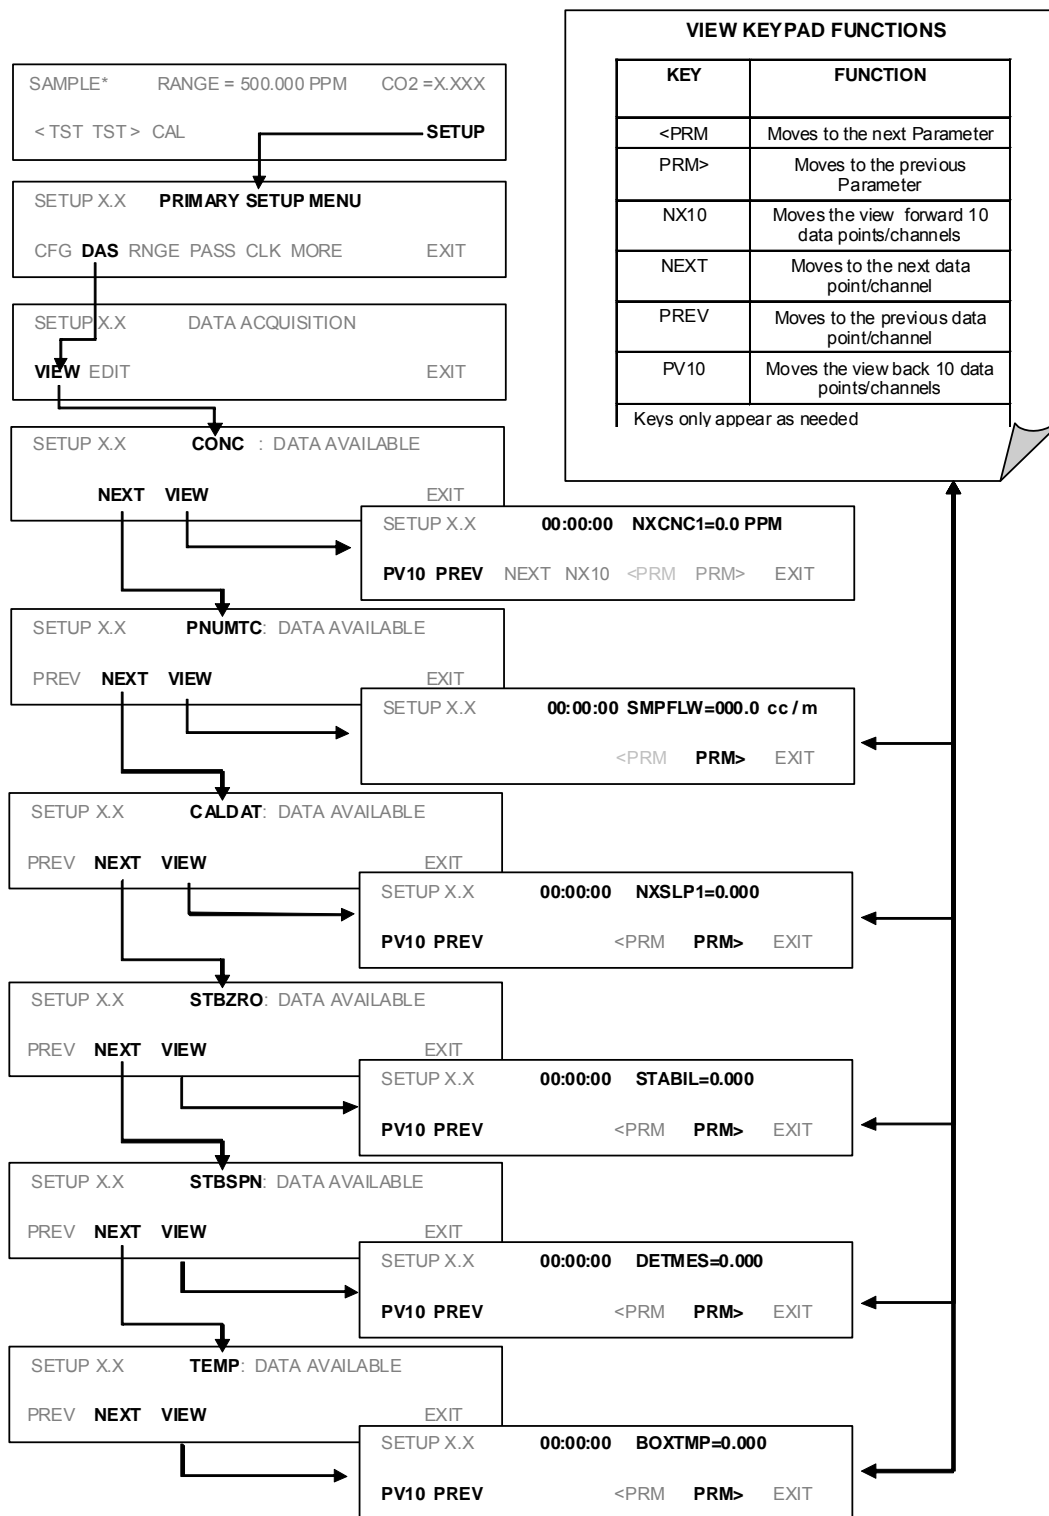 VIEW KEYPAD FUNCTIONS
KEY FUNCTION
<PRM Moves to the next Parameter
PRM> Moves to the previous
Parameter
NX10 Moves the view forward 10
data points/channels
NEXT Moves to the next data
point/channel
PREV Moves to the previous data
point/channel
PV10 Moves the view back 10 data
points/channels
Keys only appear as needed
SAMPLE* RANGE = 500.000 PPM CO2 =X.XXX
< TST TST > CAL SETUP
SETUP X.X PRIMARY SETUP MENU
CFG DAS RNGE PASS CLK MORE EXIT
SETUP X.X DATA ACQUISITION
VIEW EDIT EXIT
SETUP X.X CONC : DATA AVAILABLE
NEXT VIEW EXIT
SETUP X.X 00:00:00 NXCNC1=0.0 PPM
PV10 PREV NEXT NX10 <PRM PRM> EXIT
SETUP X.X PNUMTC: DATA AVAILABLE
PREV NEXT VIEW EXIT
SETUP X.X 00:00:00 SMPFLW=000.0 cc / m
<PRM PRM> EXIT
SETUP X.X CALDAT: DATA AVAILABLE
PREV NEXT VIEW EXIT
SETUP X.X 00:00:00 NXSLP1=0.000
PV10 PREV <PRM PRM> EXIT
SETUP X.X STBZRO: DATA AVAILABLE
PREV NEXT VIEW EXIT
SETUP X.X 00:00:00 STABIL=0.000
PV10 PREV <PRM PRM> EXIT
SETUP X.X STBSPN: DATA AVAILABLE
PREV NEXT VIEW EXIT
SETUP X.X 00:00:00 DETMES=0.000
PV10 PREV <PRM PRM> EXIT
SETUP X.X TEMP: DATA AVAILABLE
PREV NEXT VIEW EXIT
SETUP X.X 00:00:00 BOXTMP=0.000
PV10 PREV <PRM PRM> EXIT